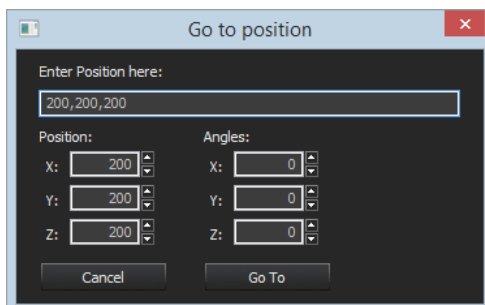 Go to position
Enter Position here:
200,200,200
Position: Angles:
X: 200 X: 0
Y: 200 Y: 0
Z: 200 Z: 0
Cancel Go To